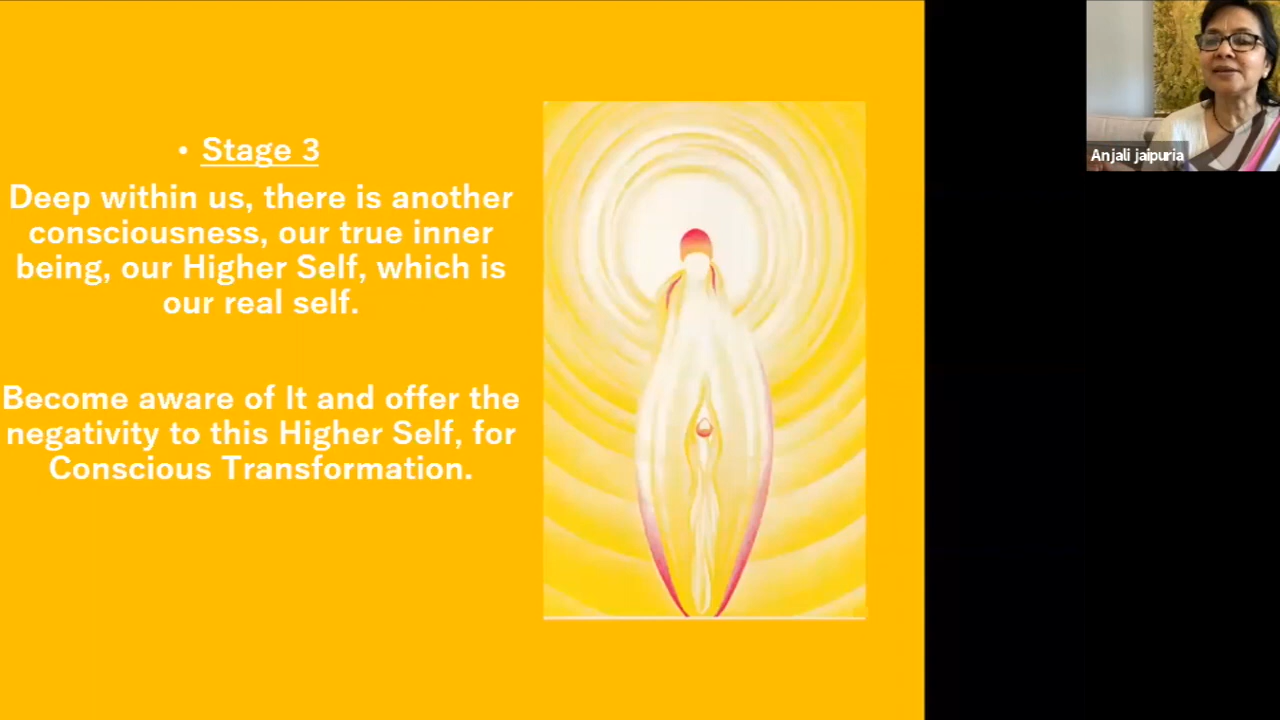 • Stage 3
Deep within us, there is another
consciousness, our true inner
being, our Higher Self, which is
our real self.
Become aware of It and offer the
negativity to this Higher Self, for
Conscious Transformation.
Anjali jaipuria